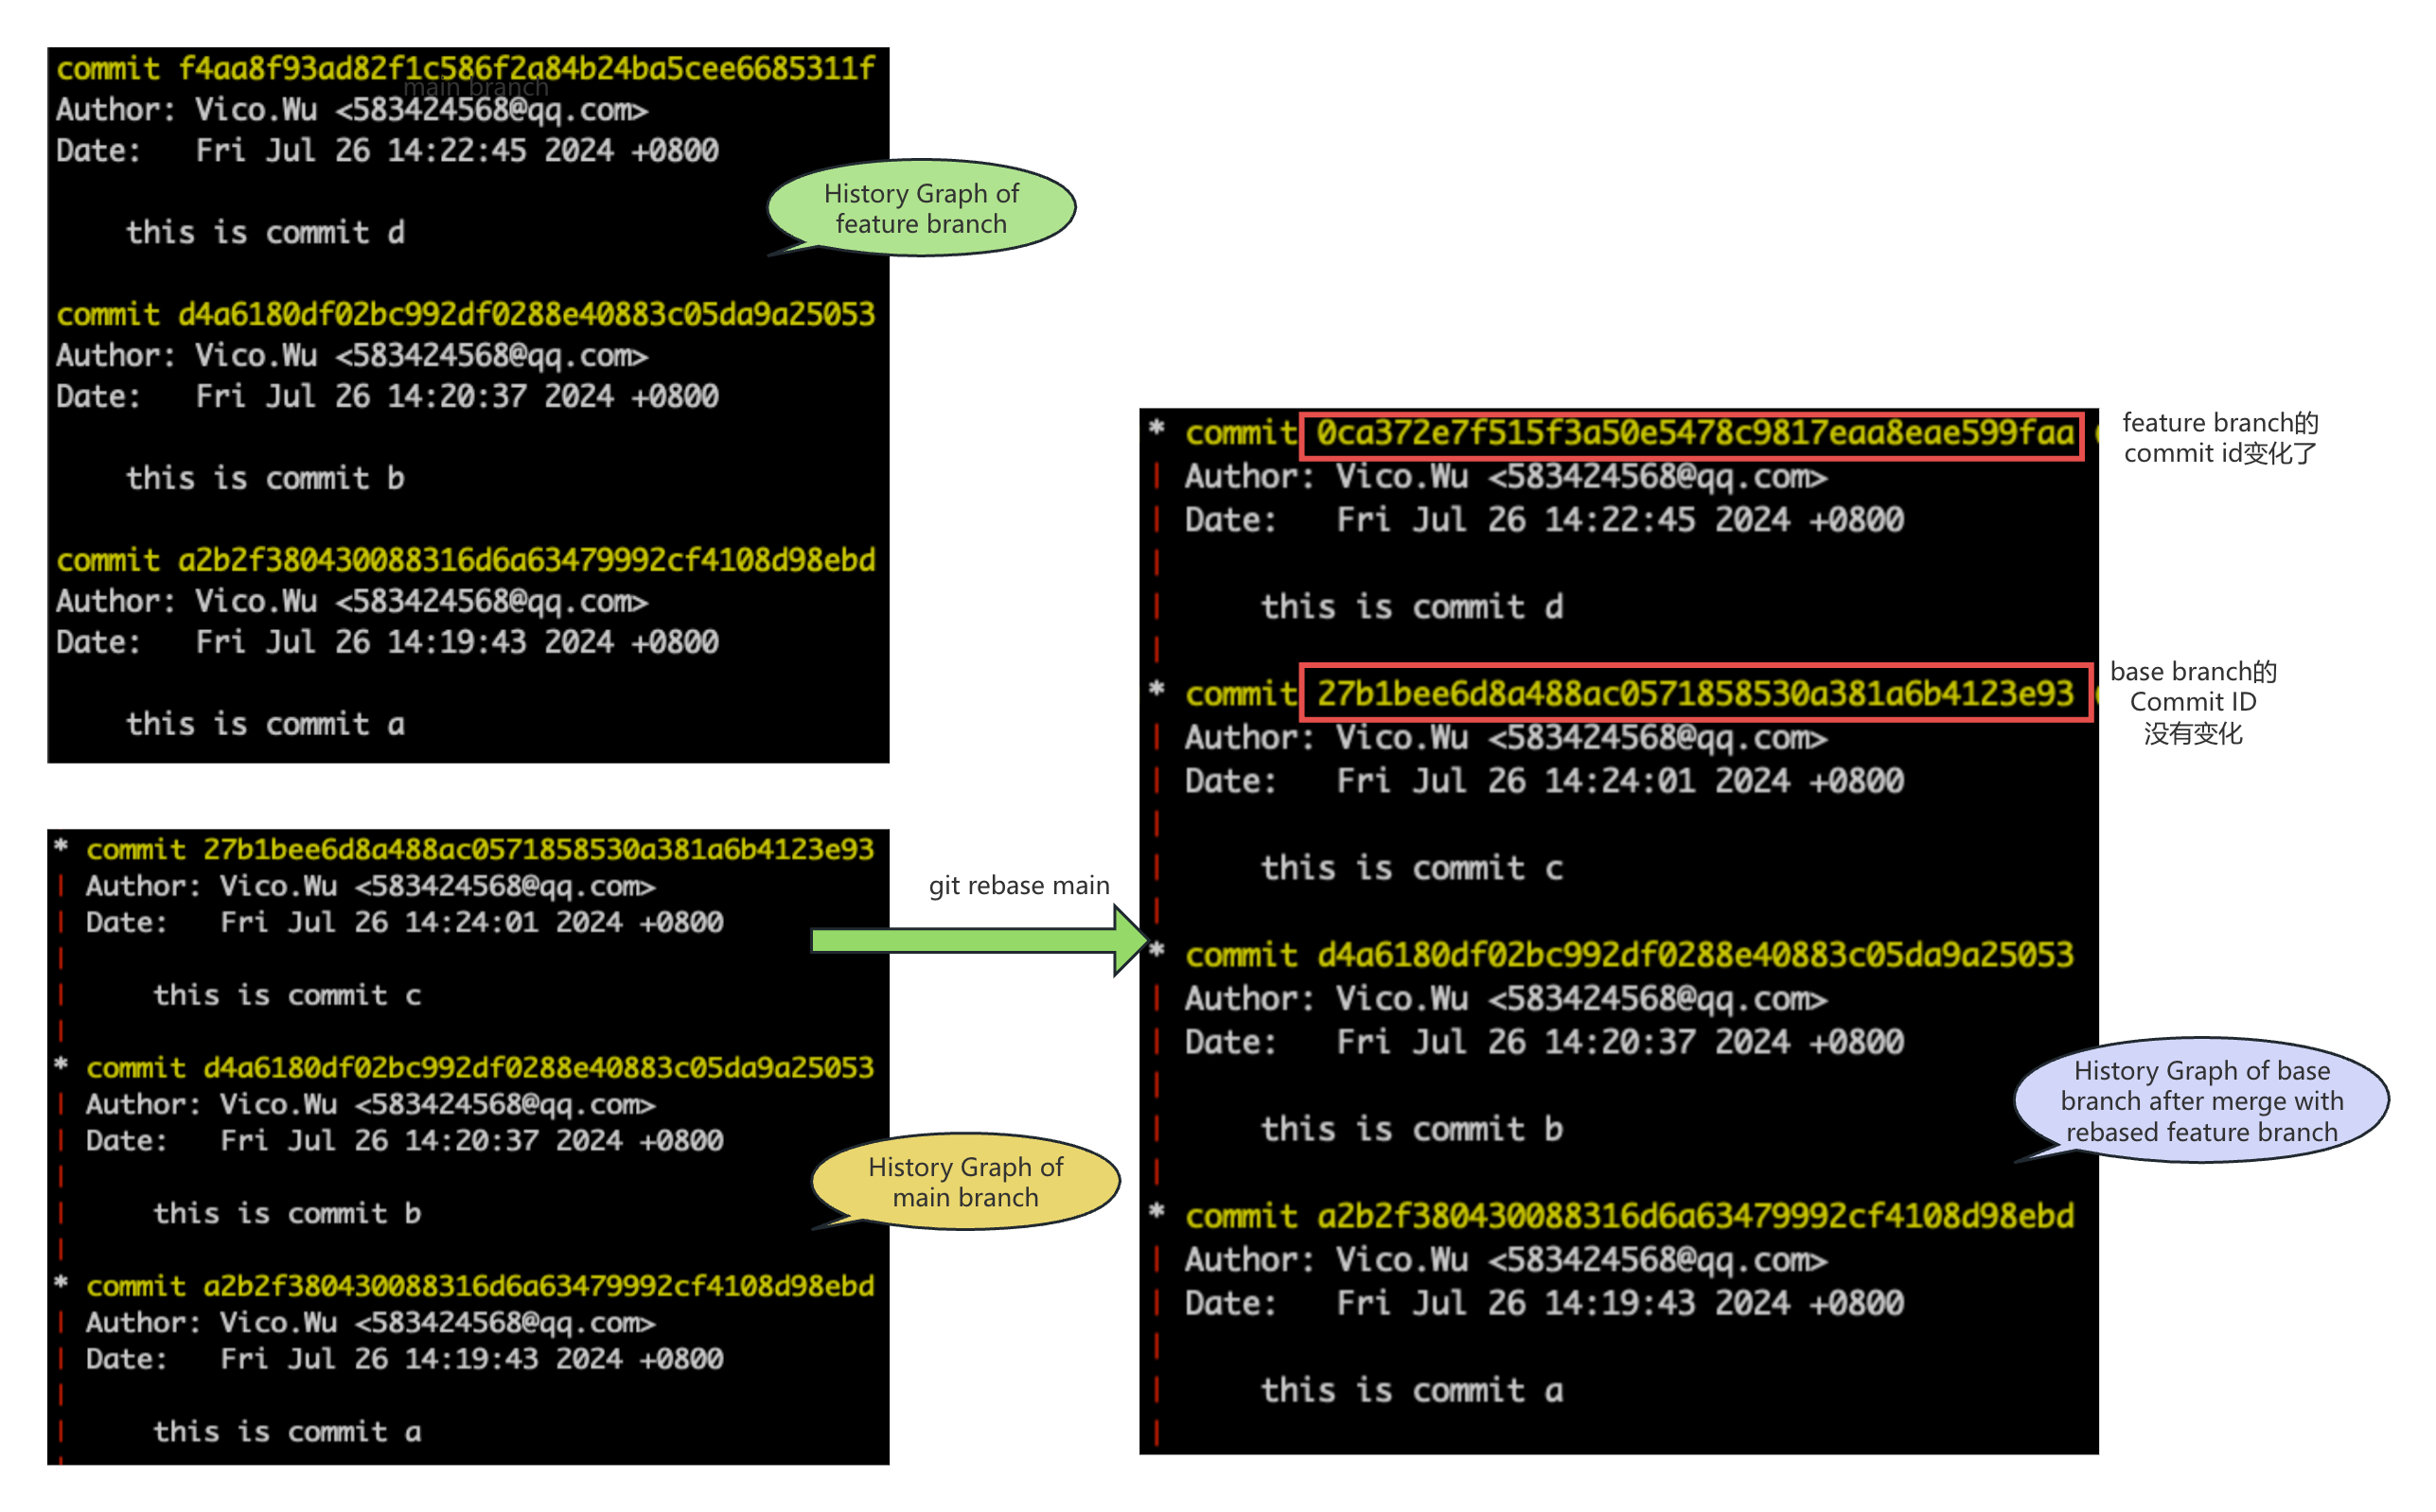 commit f4aa8f93ad82f1c586f2a84b24ba5cee6685311f
main branch
Author: Vico.Wu <583424568@qq.com>
Date:   Fri Jul 26 14:22:45 2024 +0800
this is commit d
commit d4a6180df02bc992df0288e40883c05da9a25053
Author: Vico.Wu <583424568@qq.com>
Date:   Fri Jul 26 14:20:37 2024 +0800
this is commit b
commit a2b2f380430088316d6a63479992cf4108d98ebd
Author: Vico.Wu <583424568@qq.com>
Date:   Fri Jul 26 14:19:43 2024 +0800
this is commit a
History Graph of
feature branch
* commit 27b1bee6d8a488ac0571858530a381a6b4123e93
| Author: Vico.Wu <583424568@qq.com>
| Date:   Fri Jul 26 14:24:01 2024 +0800
|
|     this is commit c
|
* commit d4a6180df02bc992df0288e40883c05da9a25053
| Author: Vico.Wu <583424568@qq.com>
| Date:   Fri Jul 26 14:20:37 2024 +0800
|
|     this is commit b
|
* commit a2b2f380430088316d6a63479992cf4108d98ebd
| Author: Vico.Wu <583424568@qq.com>
| Date:   Fri Jul 26 14:19:43 2024 +0800
|
|     this is commit a
|
History Graph of
main branch
git rebase main
* commit 0ca372e7f515f3a50e5478c9817eaa8eae599faa (
| Author: Vico.Wu <583424568@qq.com>
| Date:   Fri Jul 26 14:22:45 2024 +0800
|
|     this is commit d
|
* commit 27b1bee6d8a488ac0571858530a381a6b4123e93 (
| Author: Vico.Wu <583424568@qq.com>
| Date:   Fri Jul 26 14:24:01 2024 +0800
|
|     this is commit c
|
* commit d4a6180df02bc992df0288e40883c05da9a25053
| Author: Vico.Wu <583424568@qq.com>
| Date:   Fri Jul 26 14:20:37 2024 +0800
|
|     this is commit b
|
* commit a2b2f380430088316d6a63479992cf4108d98ebd
| Author: Vico.Wu <583424568@qq.com>
| Date:   Fri Jul 26 14:19:43 2024 +0800
|
|     this is commit a
|
feature branch的
commit id变化了
base branch的
Commit ID
没有变化
History Graph of base
branch after merge with
rebased feature branch